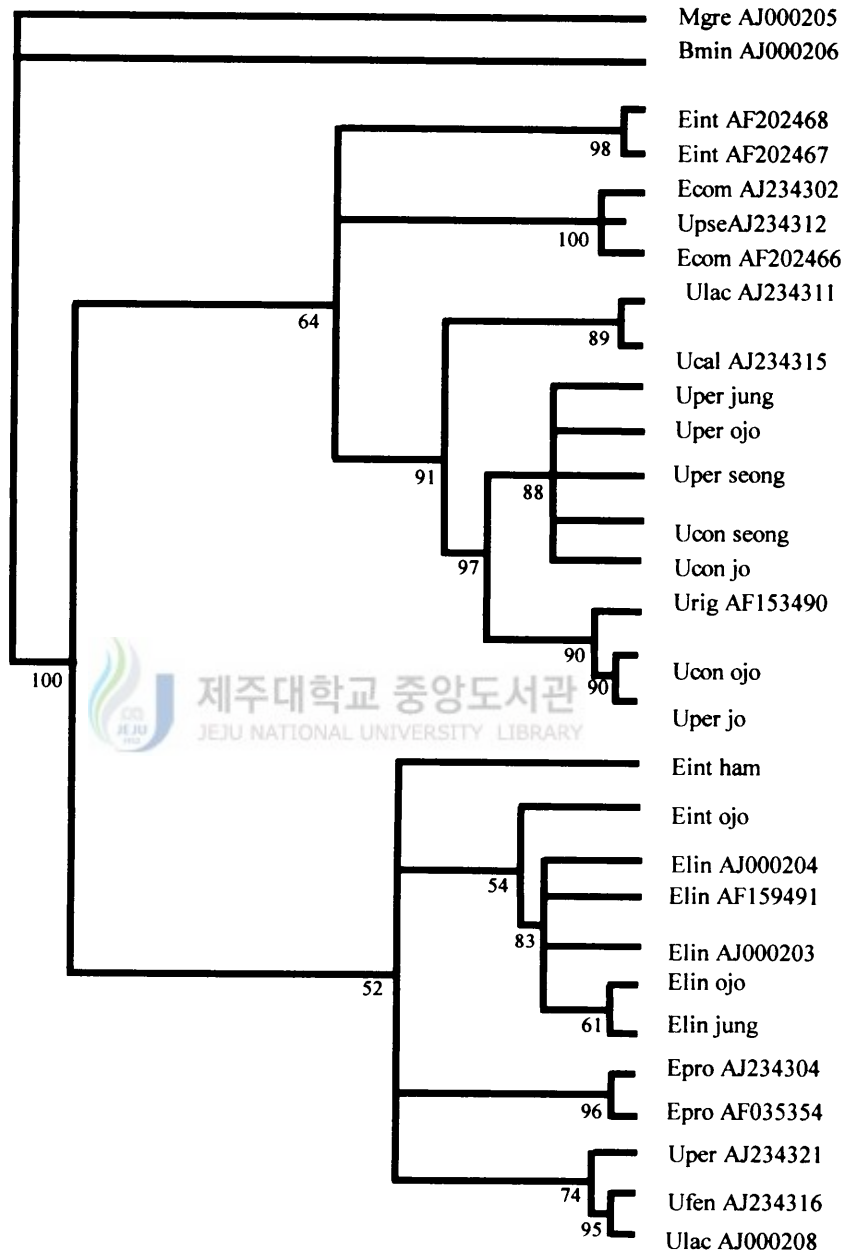 Mgre AJ000205
Bmin AJ000206
Eint AF202468
98
Eint AF202467
Ecom AJ234302
UpseAJ234312
100
Ecom AF202466
Ulac AJ234311
64
89
Ucal AJ234315
Uper jung
Uper ojo
91
Uper seong
88
Ucon seong
97
Ucon jo
Urig AF153490
90
Ucon ojo
90
100
제주대학교 중앙도서관
JEJU NATIONAL UNIVERSITY LIBRARY
JEJU
1952
Uper jo
Eint ham
Eint ojo
Elin AJ000204
54
Elin AF159491
83
Elin AJ000203
52
Elin ojo
61
Elin jung
Epro AJ234304
96
Epro AF035354
Uper AJ234321
74
Ufen AJ234316
95
Ulac AJ000208